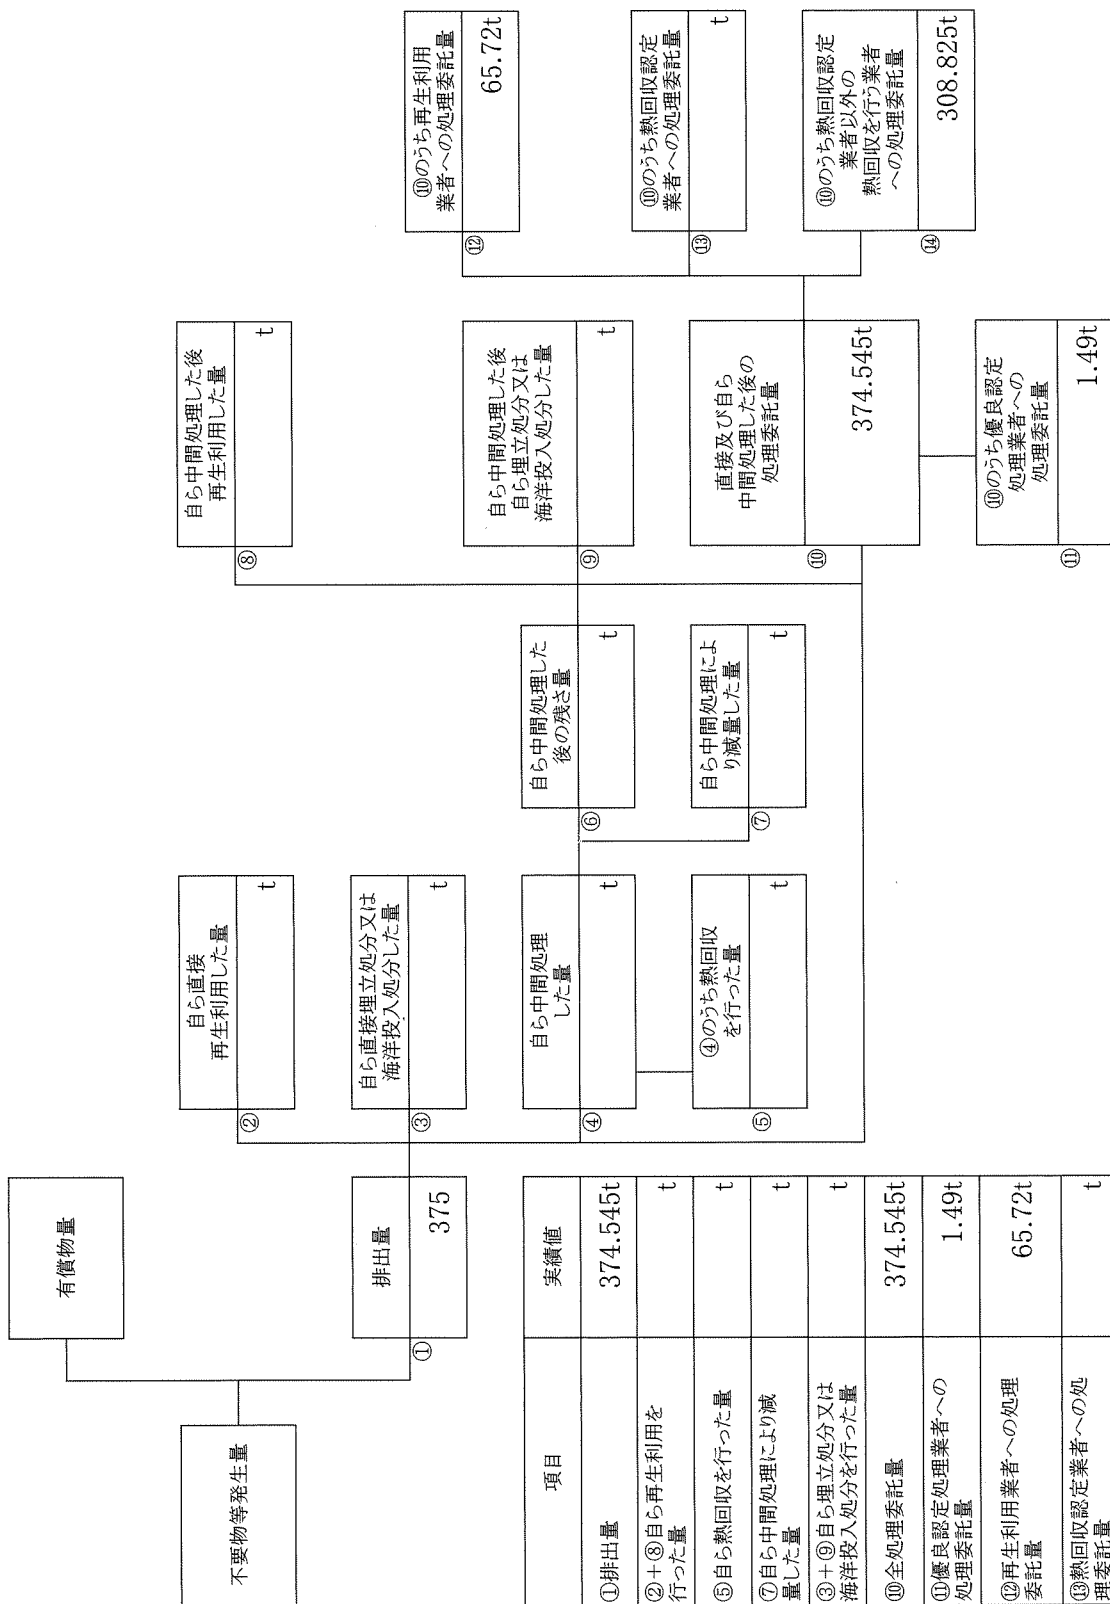 不要物等発生量
有償物量
①
排出量
375
②
自ら直接
再生利用した量
t
③
自ら直接埋立処分又は
海洋投入処分した量
t
④
自ら中間処理
した量
t
⑤
④のうち熱回収
を行った量
t
⑥
自ら中間処理した
後の残さ量
t
⑦
自ら中間処理によ
り減量した量
t
⑧
自ら中間処理した後
再生利用した量
t
⑨
自ら中間処理した後
自ら埋立処分又は
海洋投入処分した量
t
⑩
直接及び自ら
中間処理した後の
処理委託量
374.545t
⑪
⑩のうち優良認定
処理業者への
処理委託量
1.49t
⑫
⑩のうち再生利用
業者への処理委託量
65.72t
⑬
⑩のうち熱回収認定
業者への処理委託量
t
⑭
⑩のうち熱回収認定
業者以外の
熱回収を行う業者
への処理委託量
308.825t
項目 実績値
①排出量 374.545t
②+⑧自ら再生利用を
行った量 t
⑤自ら熱回収を行った量 t
⑦自ら中間処理により減
量した量 t
③+⑨自ら埋立処分又は
海洋投入処分を行った量 t
⑩全処理委託量 374.545t
⑪優良認定処理業者への
処理委託量 1.49t
⑫再生利用業者への処理
委託量 65.72t
⑬熱回収認定業者への処
理委託量 t